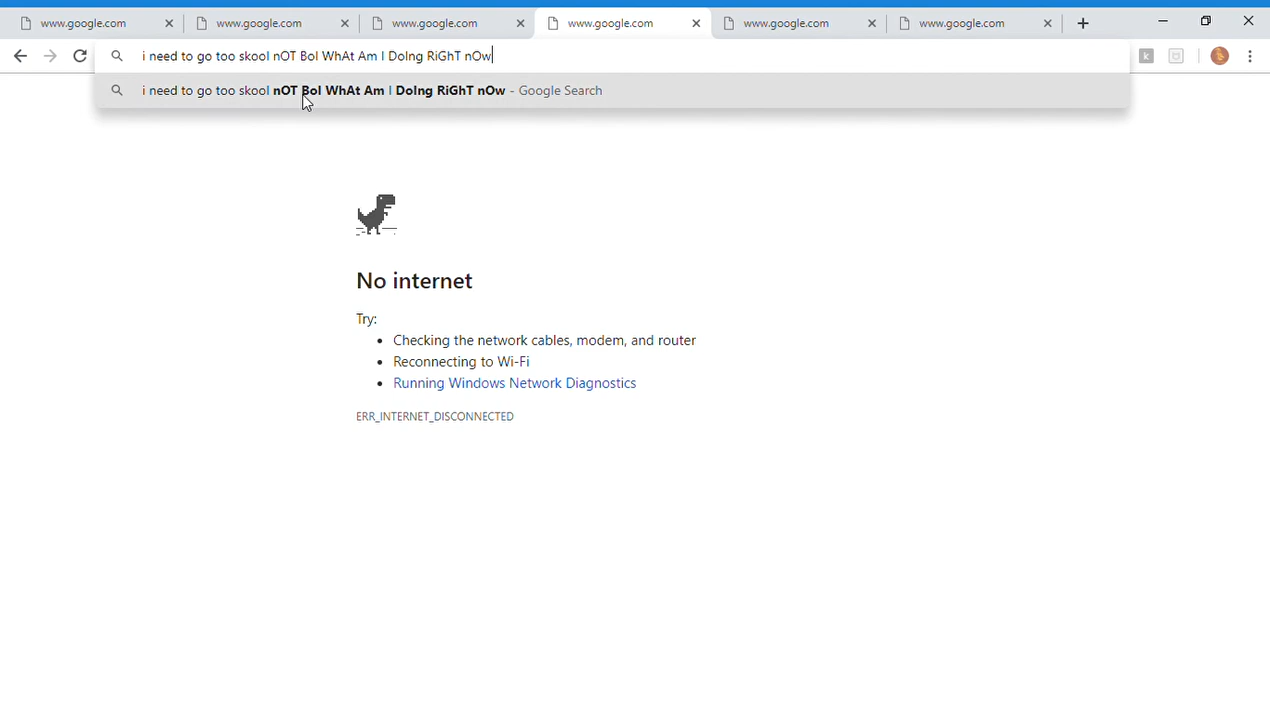 www.google.com www.google.com www.google.com www.google.com www.google.com www.google.com
i need to go too skool nOT BoI WhAt Am I DoIng RiGhT nOw
k
i need to go too skool nOT BoI WhAt Am I DoIng RiGhT nOw - Google Search
No internet
Try:
• Checking the network cables, modem, and router
• Reconnecting to Wi-Fi
• Running Windows Network Diagnostics
ERR_INTERNET_DISCONNECTED